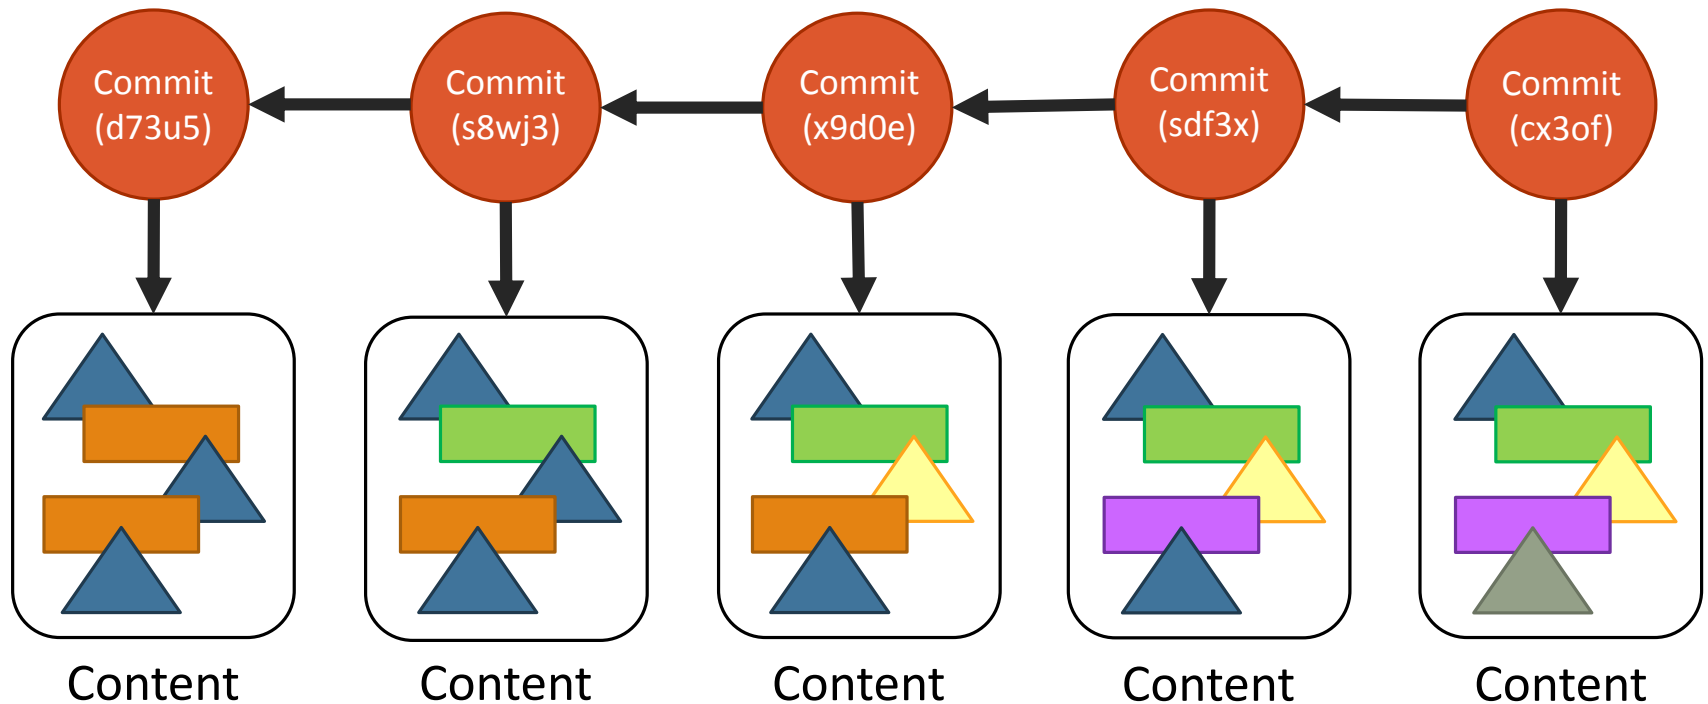 Commit
(d73u5)
Commit
(s8wj3)
Commit
(x9d0e)
Commit
(sdf3x)
Commit
(cx3of)
Content
Content
Content
Content
Content